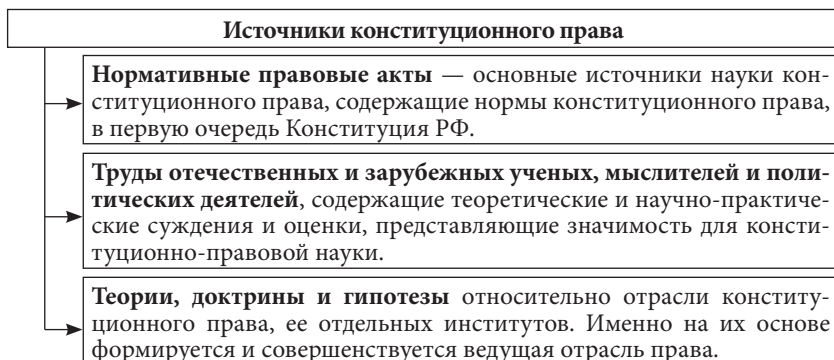 Источники конституционного права
Нормативные правовые акты — основные источники науки кон-
ституционного права, содержащие нормы конституционного права,
в первую очередь Конституция РФ.
Труды отечественных и зарубежных ученых, мыслителей и поли-
тических деятелей, содержащие теоретические и научно-практиче-
ские суждения и оценки, представляющие значимость для консти-
туционно-правовой науки.
Теории, доктрины и гипотезы относительно отрасли конститу-
ционного права, ее отдельных институтов. Именно на их основе
формируется и совершенствуется ведущая отрасль права.